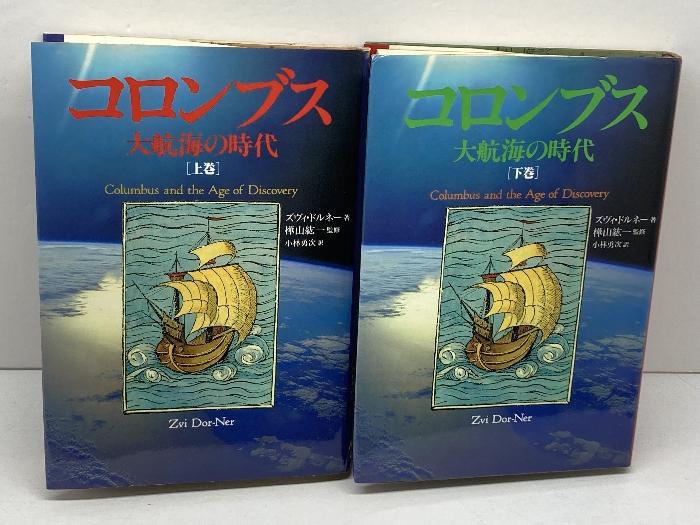 コロンブス
大航海の時代
[上巻]
Columbus and the Age of Discovery
ズヴィ・ドルネー 著
樺山紘一 監修
小林勇次 訳
Zvi Dor-Ner
コロンブス
大航海の時代
[下巻]
Columbus and the Age of Discovery
ズヴィ・ドルネー 著
樺山紘一 監修
小林勇次 訳
Zvi Dor-Ner